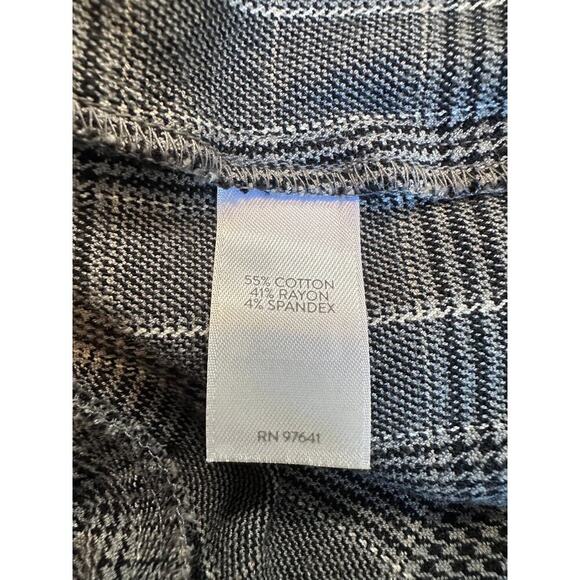 55% COTTON
41% RAYON
4% SPANDEX
RN 97641